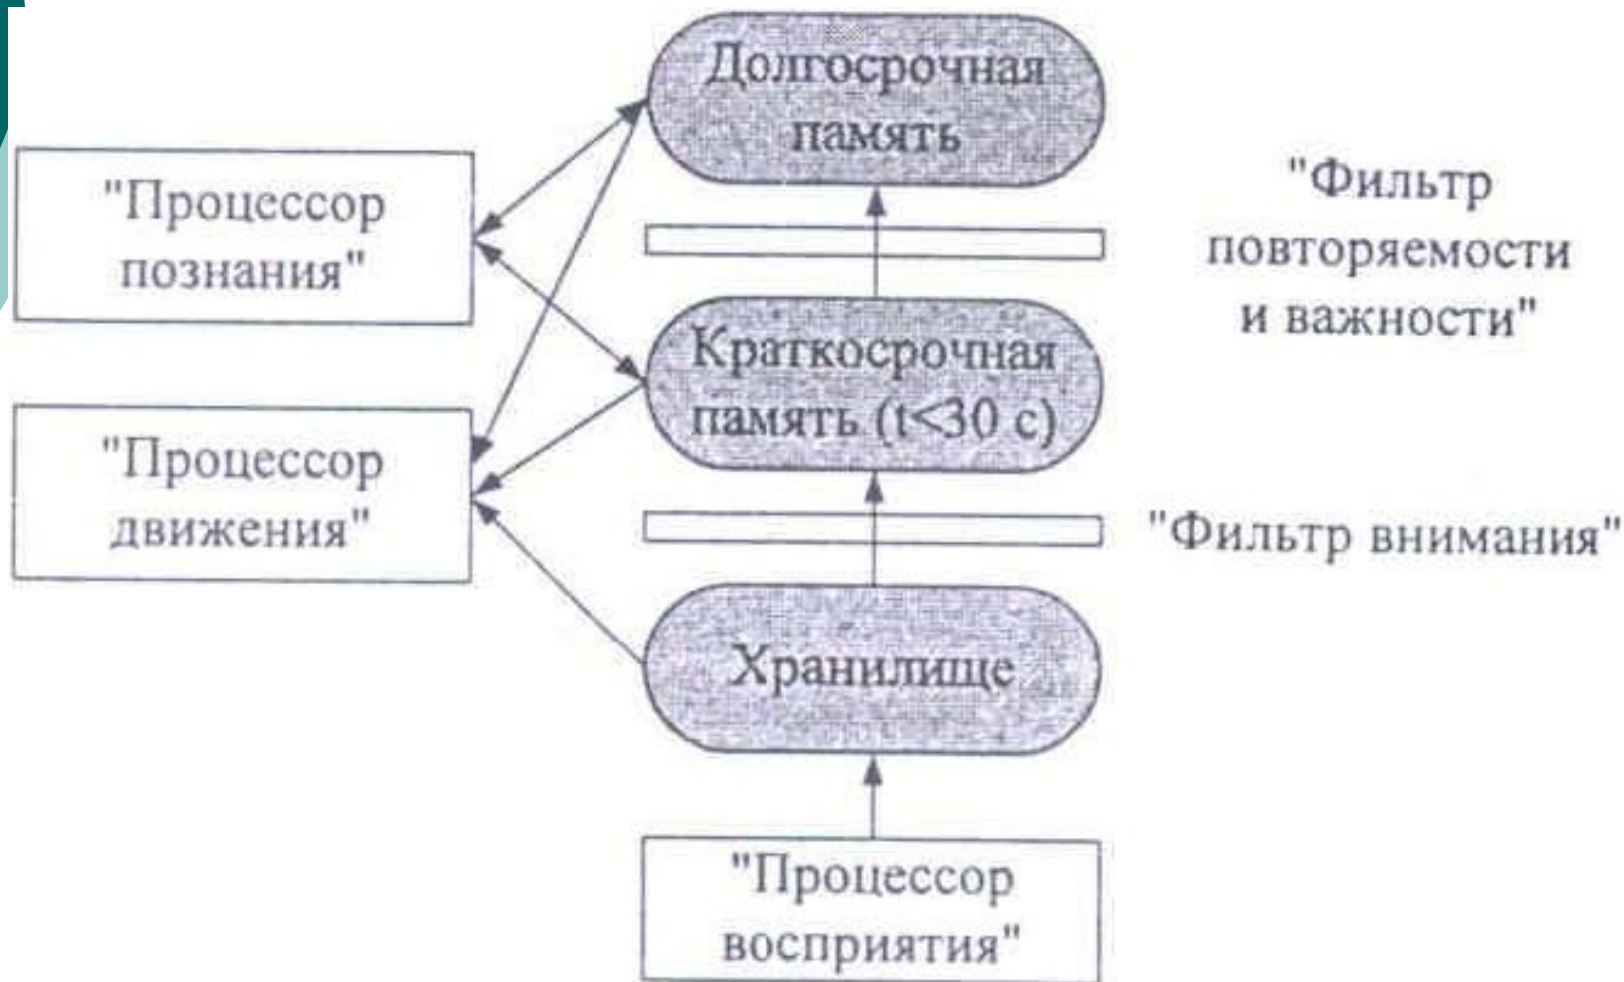 Долгосрочная
память
"Процессор
познания"
"Фильтр
повторяемости
и важности"
Краткосрочная
память (t<30 с)
"Процессор
движения"
"Фильтр внимания"
Хранилище
"Процессор
восприятия"